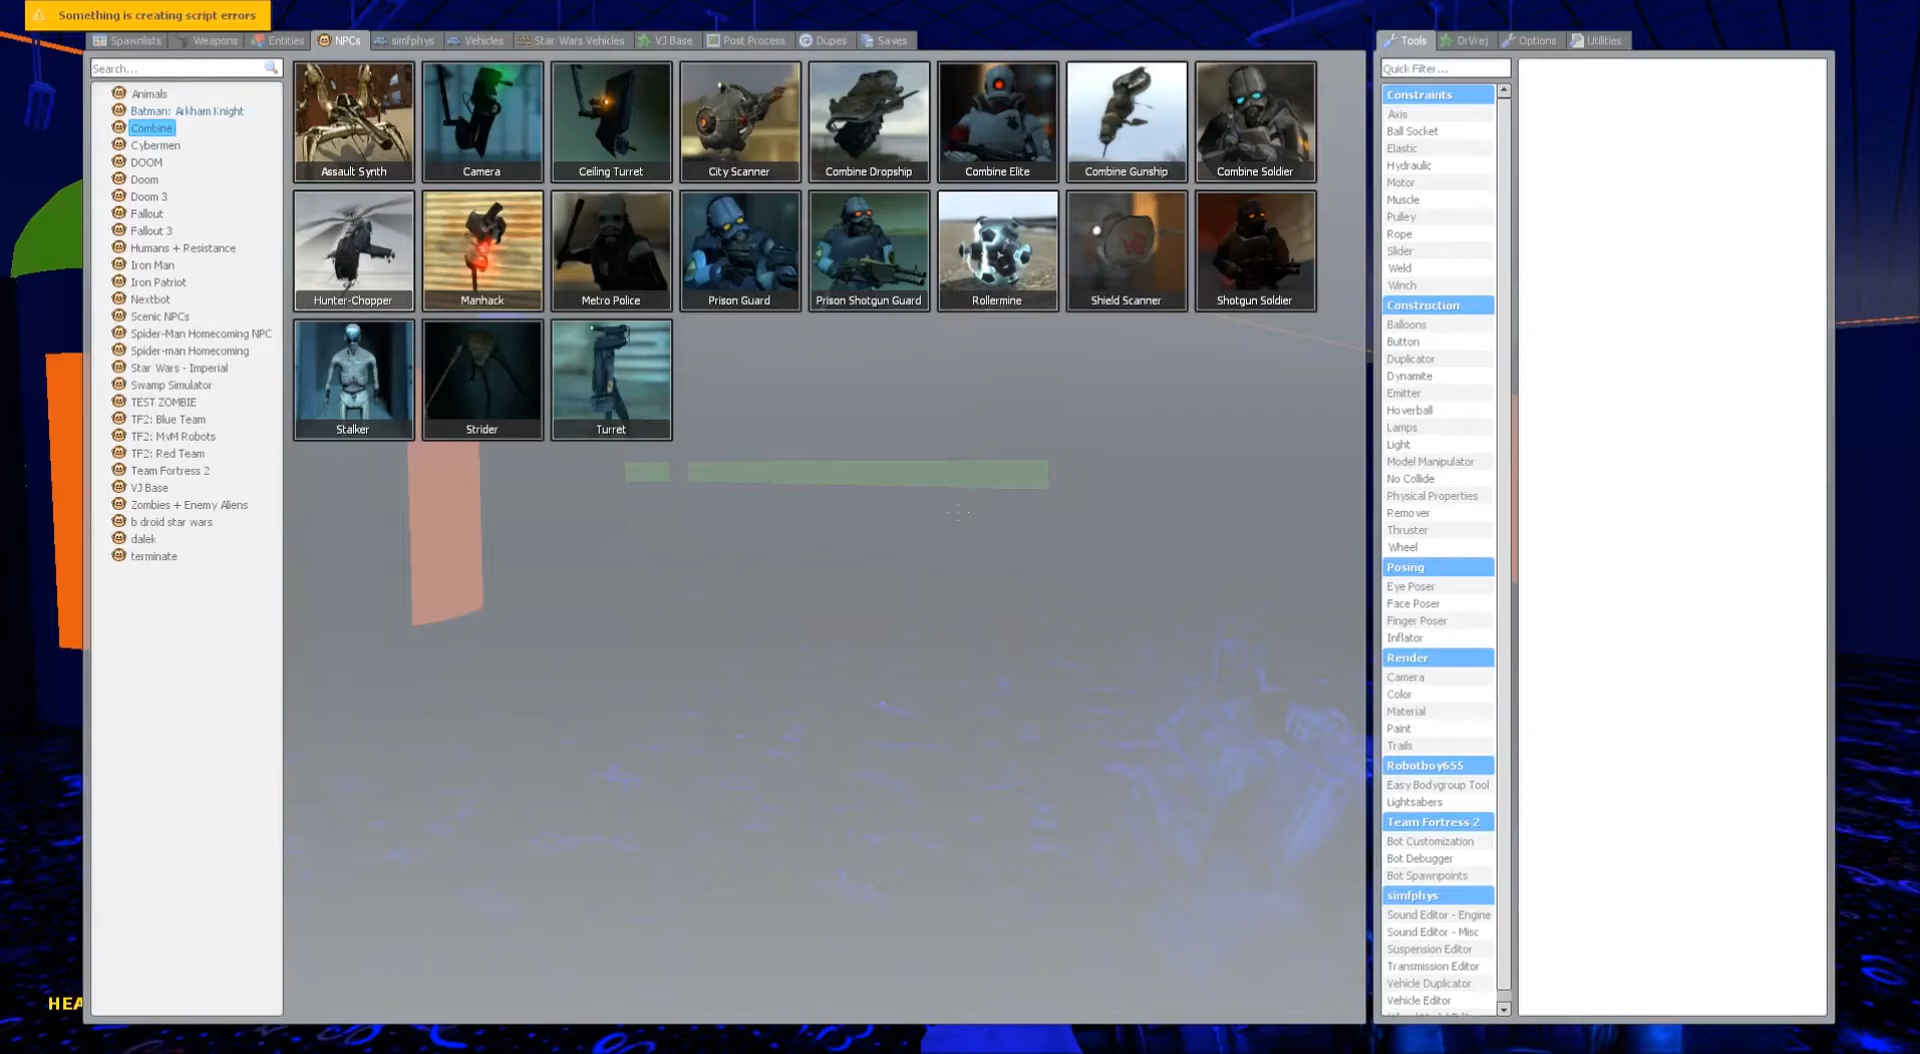 Something is creating script errors
Spawnlists Weapons Entities NPCs simfphys Vehicles Star Wars Vehicles VJ Base Post Process Dupes Saves
Search...
Animals
Batman: Arkham Knight
Combine
Cybermen
DOOM
Doom
Doom 3
Fallout
Fallout 3
Humans + Resistance
Iron Man
Iron Patriot
Nextbot
Scenic NPCs
Spider-Man Homecoming NPC
Spider-man Homecoming
Star Wars - Imperial
Swamp Simulator
TEST ZOMBIE
TF2: Blue Team
TF2: MvM Robots
TF2: Red Team
Team Fortress 2
VJ Base
Zombies + Enemy Aliens
b droid star wars
dalek
terminate
Assault Synth Camera Ceiling Turret City Scanner Combine Dropship Combine Elite Combine Gunship Combine Soldier
Hunter-Chopper Manhack Metro Police Prison Guard Prison Shotgun Guard Rollermine Shield Scanner Shotgun Soldier
Stalker Strider Turret
HEA
Tools DrVrej Options Utilities
Quick Filter...
Constraints
Axis
Ball Socket
Elastic
Hydraulic
Motor
Muscle
Pulley
Rope
Slider
Weld
Winch
Construction
Balloons
Button
Duplicator
Dynamite
Emitter
Hoverball
Lamps
Light
Model Manipulator
No Collide
Physical Properties
Remover
Thruster
Wheel
Posing
Eye Poser
Face Poser
Finger Poser
Inflator
Render
Camera
Color
Material
Paint
Trails
Robotboy655
Easy Bodygroup Tool
Lightsabers
Team Fortress 2
Bot Customization
Bot Debugger
Bot Spawnpoints
simfphys
Sound Editor - Engine
Sound Editor - Misc
Suspension Editor
Transmission Editor
Vehicle Duplicator
Vehicle Editor